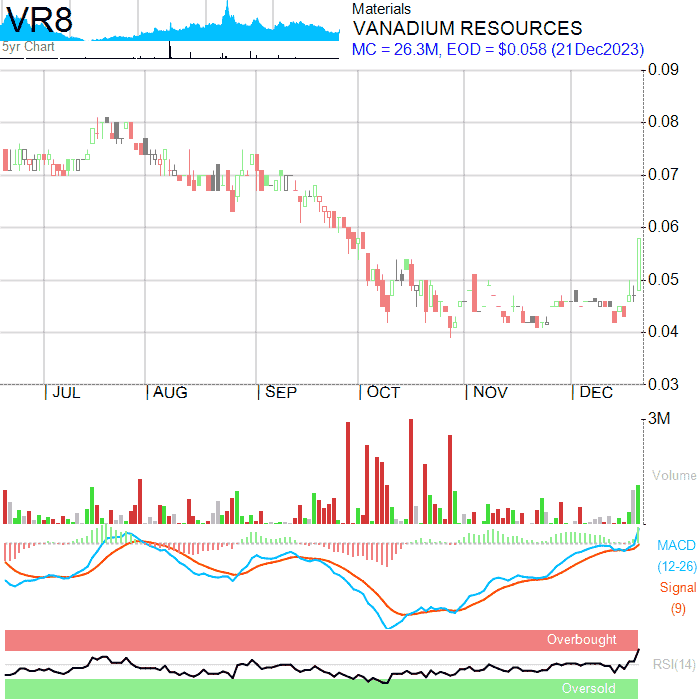 VR8
5yr Chart
Materials
VANADIUM RESOURCES
MC = 26.3M, EOD = $0.058 (21Dec2023)
0.09
0.08
0.07
0.06
0.05
0.04
0.03
JUL AUG SEP OCT NOV DEC
3M
Volume
MACD
(12-26)
Signal
(9)
Overbought
RSI(14)
Oversold